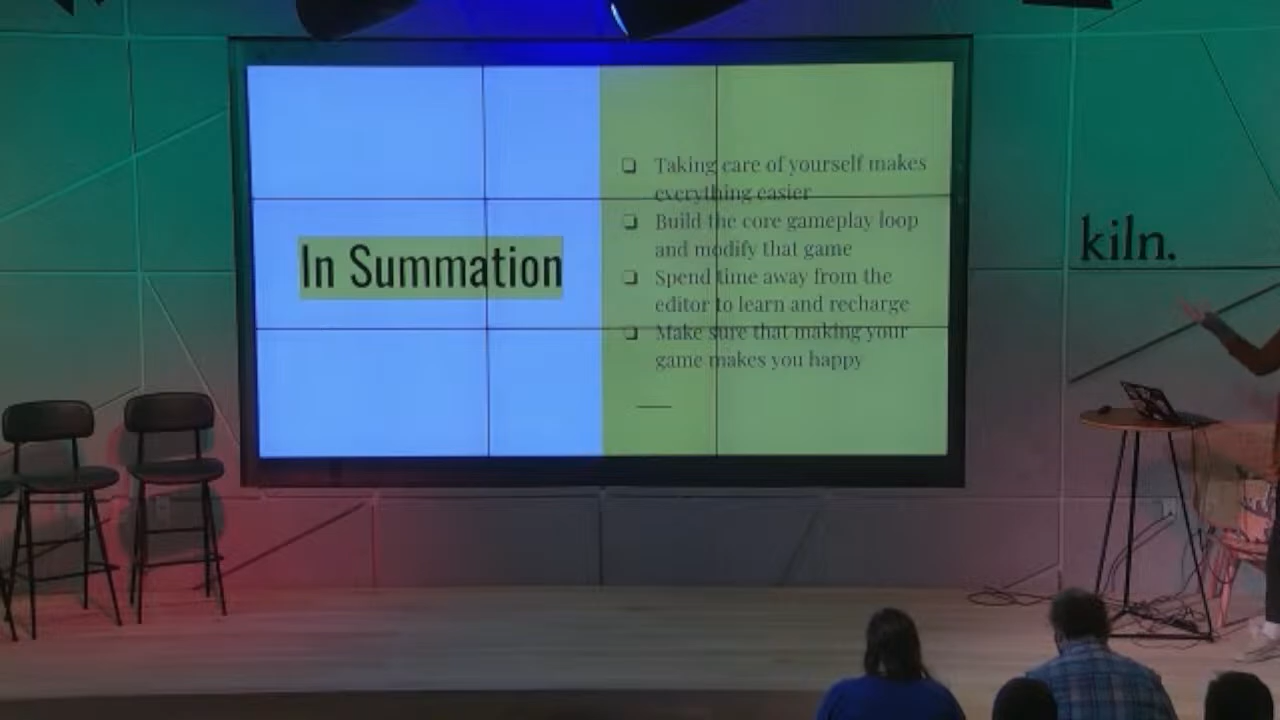 In Summation
❏ Taking care of yourself makes
everything easier
❏ Build the core gameplay loop
and modify that game
❏ Spend time away from the
editor to learn and recharge
❏ Make sure that making your
game makes you happy
kiln.